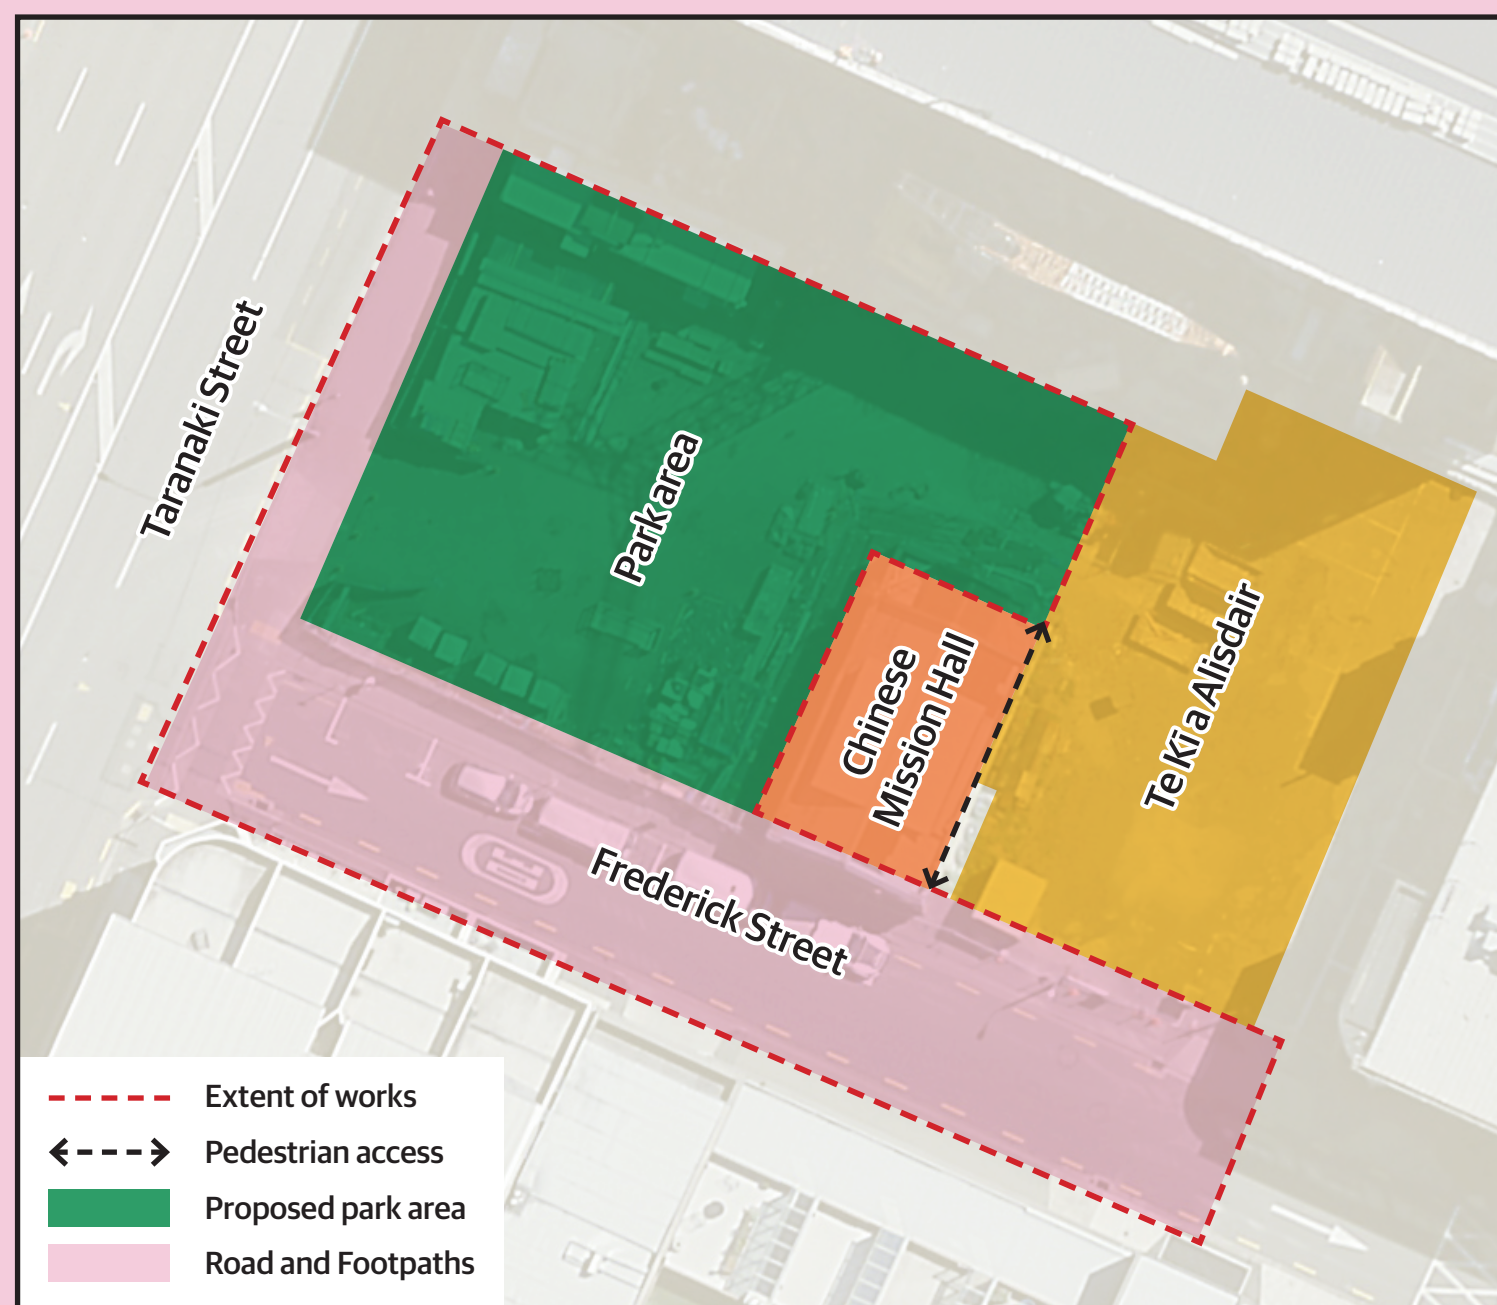 Taranaki Street
Park area
Chinese
Mission Hall
Te Ki a Alisdair
Frederick Street
Extent of works
Pedestrian access
Proposed park area
Road and Footpaths